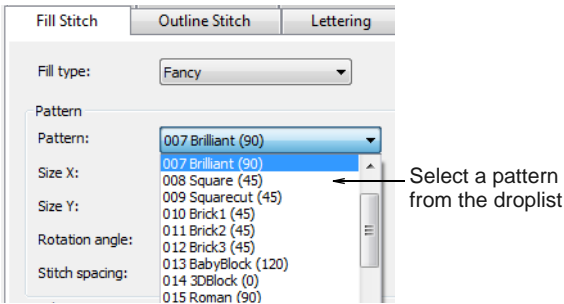 Fill Stitch
Outline Stitch
Lettering
Fill type:
Fancy
Pattern
Pattern:
007 Brilliant (90)
007 Brilliant (90)
Size X:
008 Square (45)
009 Squarecut (45)
Size Y:
010 Brick1 (45)
011 Brick2 (45)
Rotation angle:
012 Brick3 (45)
013 BabyBlock (120)
Stitch spacing:
014 3DBlock (0)
015 Roman (90)
Select a pattern
from the droplist